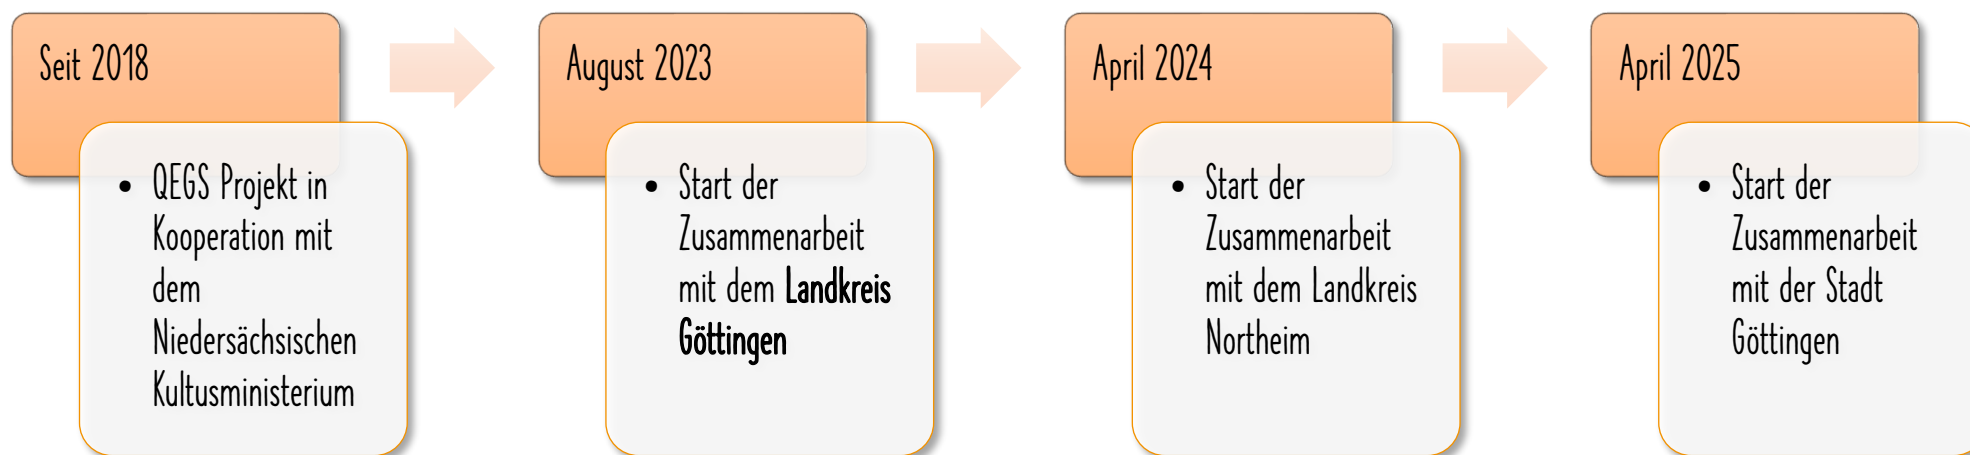 Seit 2018
• QEGS Projekt in
Kooperation mit
dem
Niedersächsischen
Kultusministerium
August 2023
• Start der
Zusammenarbeit
mit dem Landkreis
Göttingen
April 2024
• Start der
Zusammenarbeit
mit dem Landkreis
Northeim
April 2025
• Start der
Zusammenarbeit
mit der Stadt
Göttingen